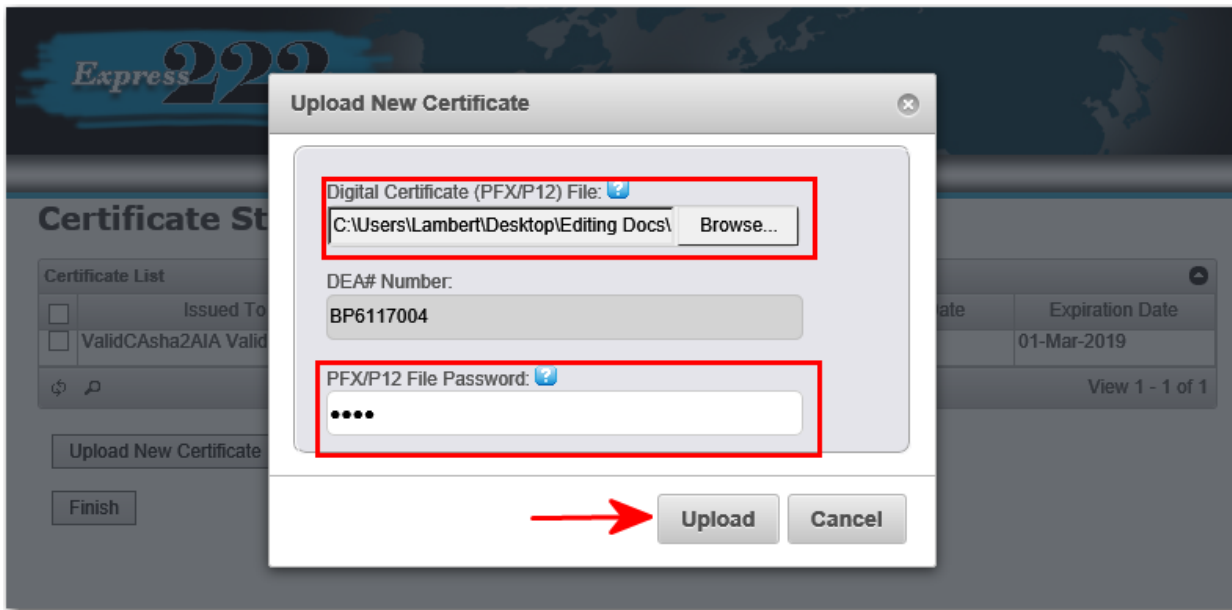 Express 222
Upload New Certificate
Digital Certificate (PFX/P12) File: ?
C:\Users\Lambert\Desktop\Editing Docs\ Browse...
DEA# Number:
BP6117004
PFX/P12 File Password: ?
••••
Upload Cancel
Certificate St
Certificate List
Issued To ate Expiration Date
ValidCAsha2AIA Valid 01-Mar-2019
View 1 - 1 of 1
Upload New Certificate
Finish